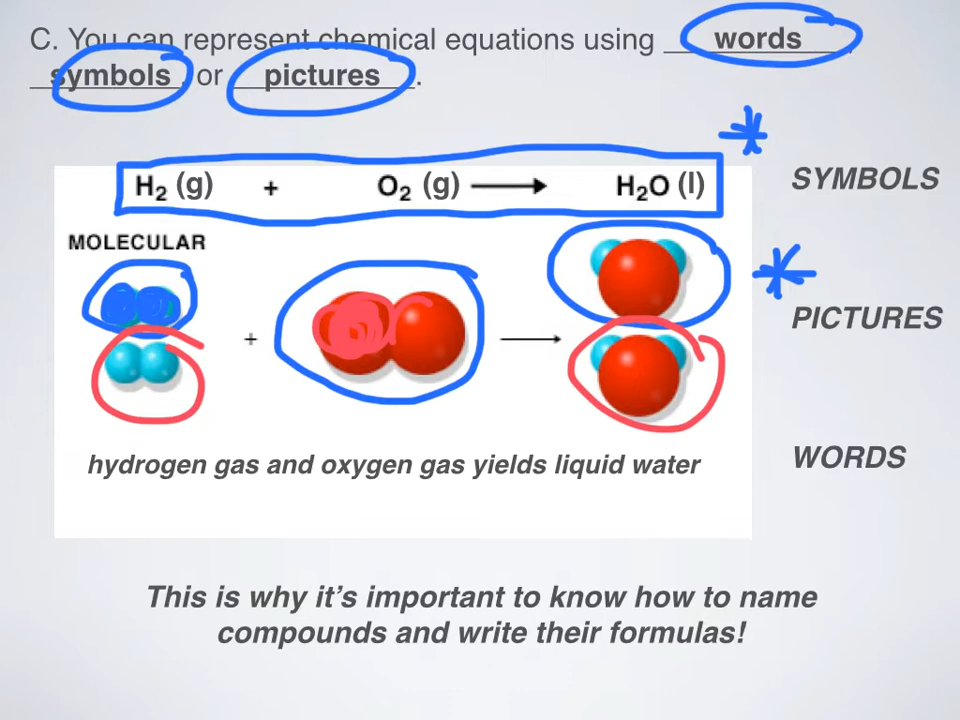 C. You can represent chemical equations using words,
symbols, or pictures.
H₂ (g) + O₂ (g) → H₂O (l)
SYMBOLS
MOLECULAR
+ →
PICTURES
hydrogen gas and oxygen gas yields liquid water
WORDS
This is why it’s important to know how to name
compounds and write their formulas!